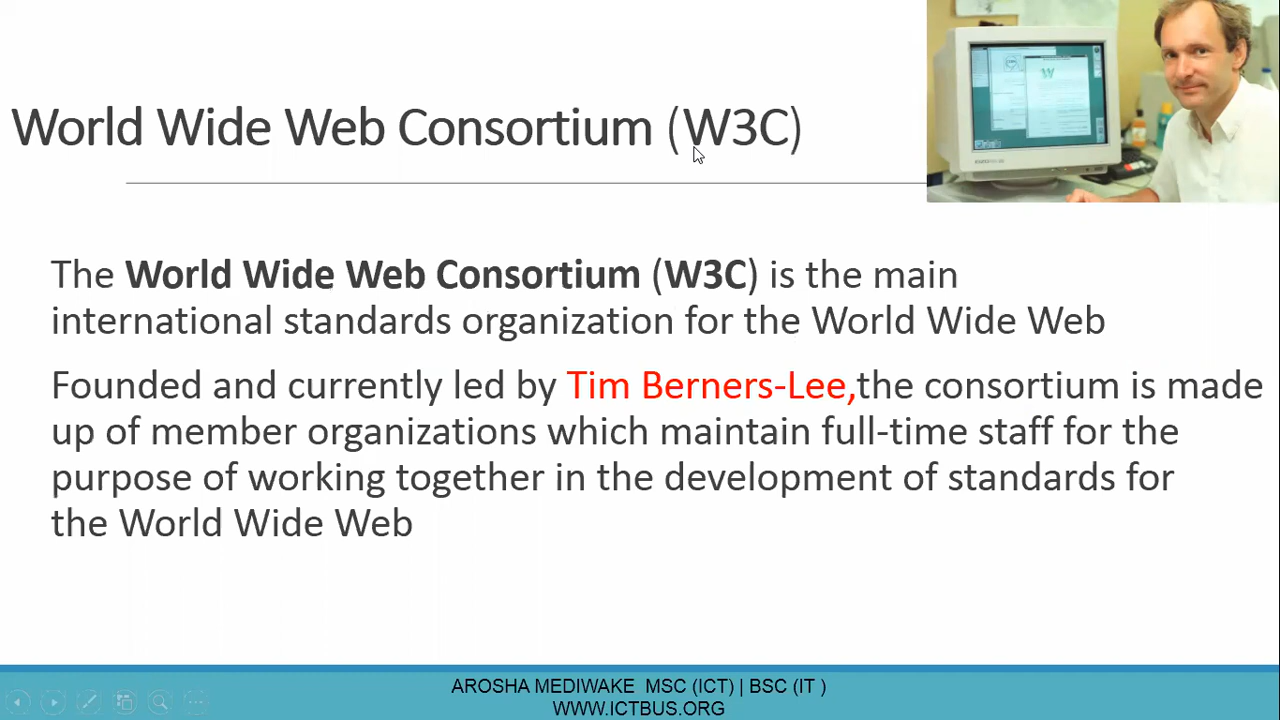 World Wide Web Consortium (W3C)
The World Wide Web Consortium (W3C) is the main
international standards organization for the World Wide Web
Founded and currently led by Tim Berners-Lee,the consortium is made
up of member organizations which maintain full-time staff for the
purpose of working together in the development of standards for
the World Wide Web
AROSHA MEDIWAKE MSC (ICT) | BSC (IT )
WWW.ICTBUS.ORG